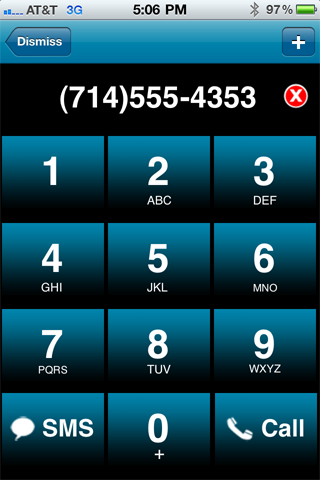 AT&T 3G 5:06 PM 97%
Dismiss +
(714)555-4353 X
1 2 3
ABC DEF
4 5 6
GHI JKL MNO
7 8 9
PQRS TUV WXYZ
SMS 0 Call
+